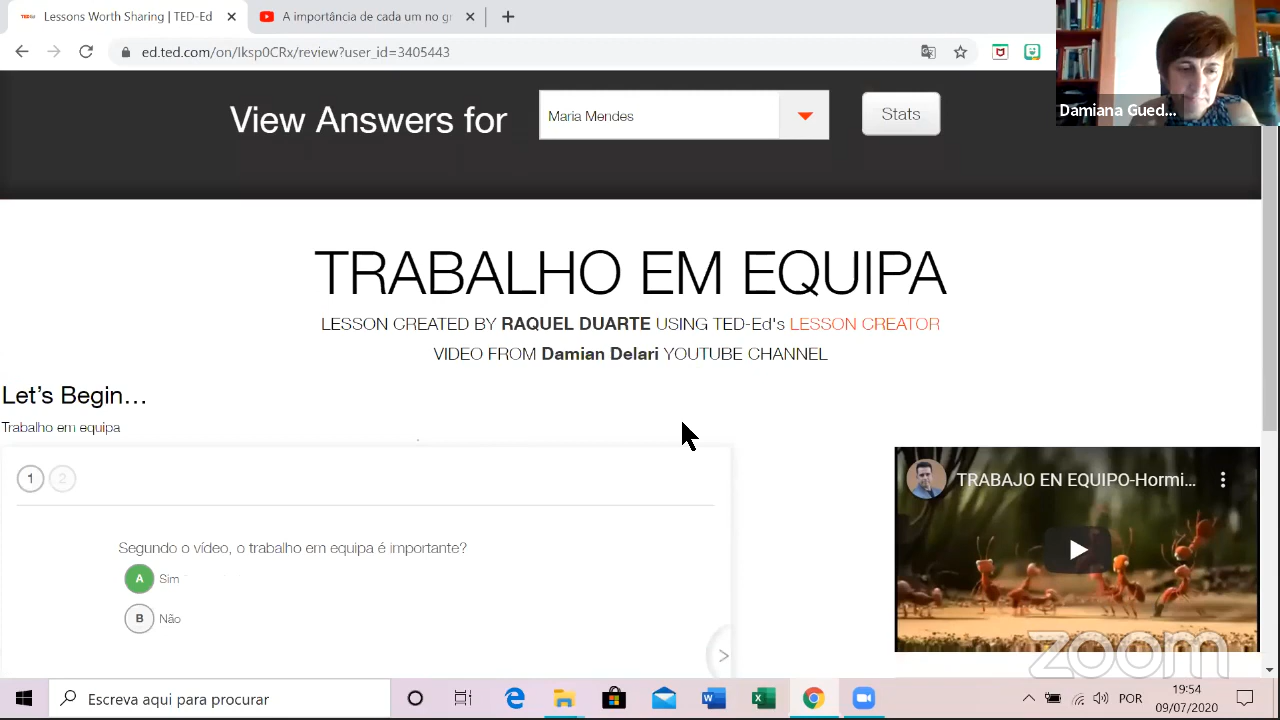 Lessons Worth Sharing | TED-Ed
A importância de cada um no gr
ed.ted.com/on/Iksp0CRx/review?user_id=3405443
Damiana Gued...
View Answers for
Maria Mendes
Stats
TRABALHO EM EQUIPA
LESSON CREATED BY RAQUEL DUARTE USING TED-Ed's LESSON CREATOR
VIDEO FROM Damian Delari YOUTUBE CHANNEL
Let's Begin...
Trabalho em equipa
1 2
TRABAJO EN EQUIPO-Hormi...
Segundo o vídeo, o trabalho em equipa é importante?
A Sim
B Não
zoom
Escreva aqui para procurar
POR
19:54
09/07/2020